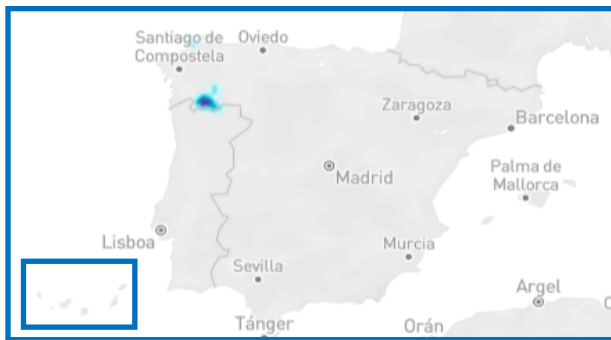 Santiago de
Compostela
Oviedo
Zaragoza
Barcelona
Madrid
Palma de
Mallorca
Lisboa
Murcia
Sevilla
Argel
Tánger
Orán